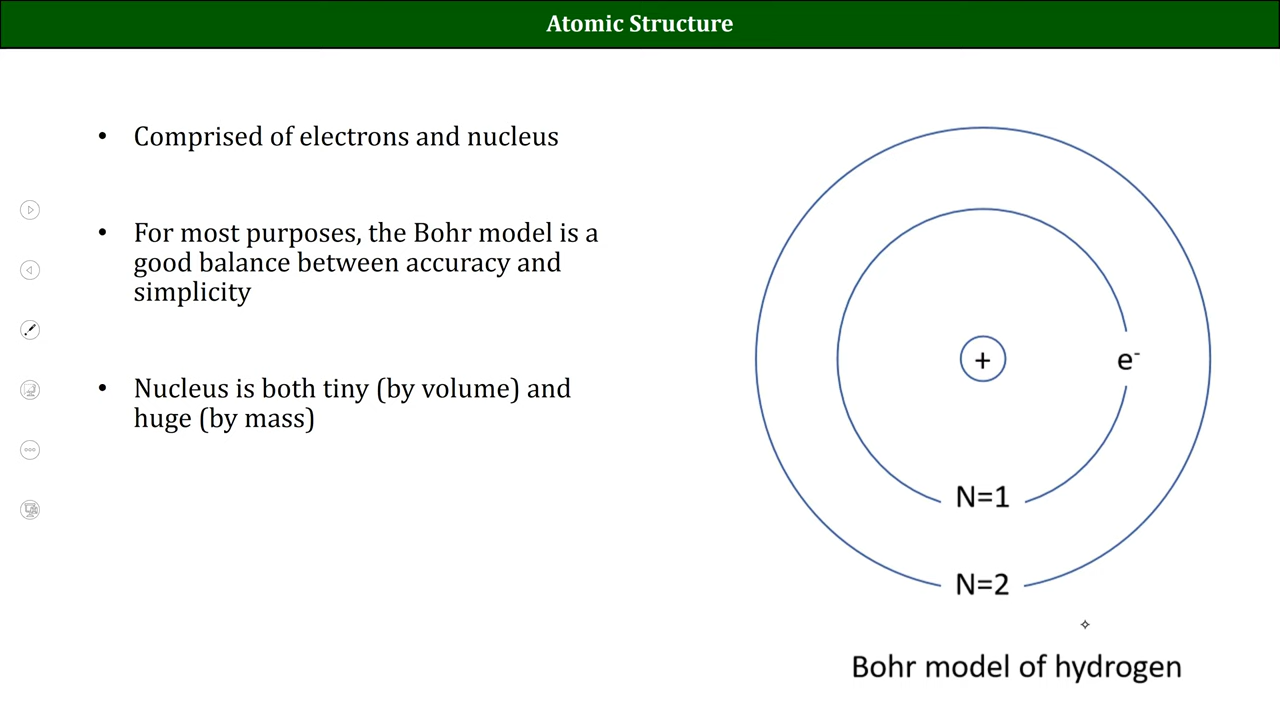 Atomic Structure
• Comprised of electrons and nucleus
• For most purposes, the Bohr model is a
good balance between accuracy and
simplicity
• Nucleus is both tiny (by volume) and
huge (by mass)
+
e⁻
N=1
N=2
Bohr model of hydrogen